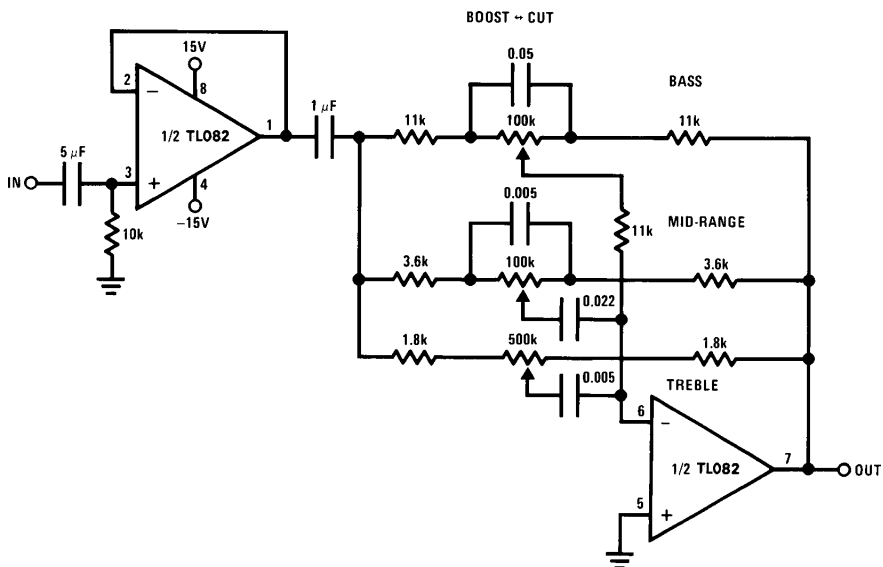 BOOST ↔ CUT
0.05
BASS
15V
2
8
1 µF
11k
100k
11k
1/2 TL082
1
5 µF
IN
3
4
0.005
−15V
10k
11k
MID-RANGE
3.6k
100k
3.6k
0.022
1.8k
500k
1.8k
0.005
TREBLE
6
1/2 TL082
7
OUT
5